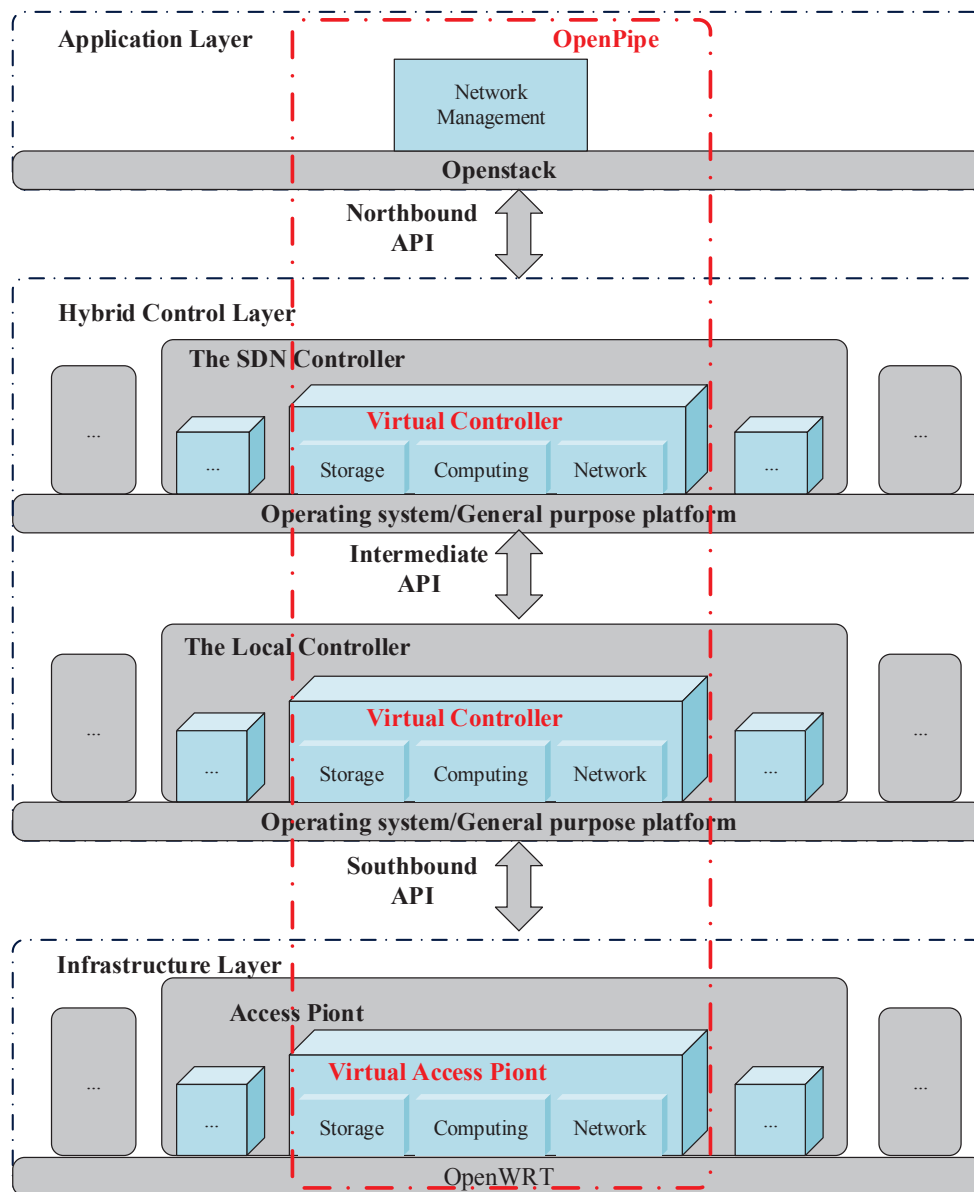 Application Layer
OpenPipe
Network
Management
Openstack
Northbound
API
Hybrid Control Layer
The SDN Controller
...
...
Virtual Controller
Storage
Computing
Network
...
...
Operating system/General purpose platform
Intermediate
API
The Local Controller
...
...
Virtual Controller
Storage
Computing
Network
...
...
Operating system/General purpose platform
Southbound
API
Infrastructure Layer
Access Piont
...
...
Virtual Access Piont
Storage
Computing
Network
...
...
OpenWRT